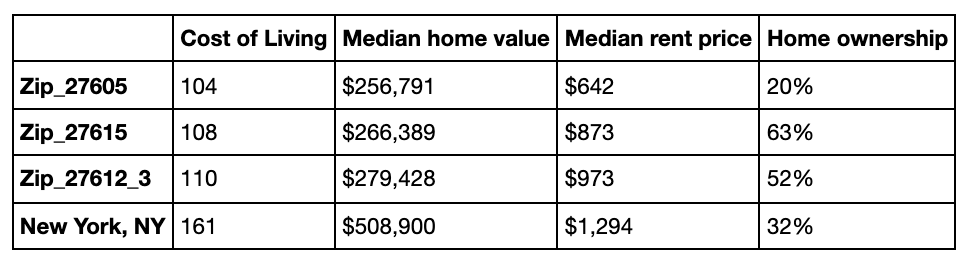 Cost of Living Median home value Median rent price Home ownership
Zip_27605 104 $256,791 $642 20%
Zip_27615 108 $266,389 $873 63%
Zip_27612_3 110 $279,428 $973 52%
New York, NY 161 $508,900 $1,294 32%